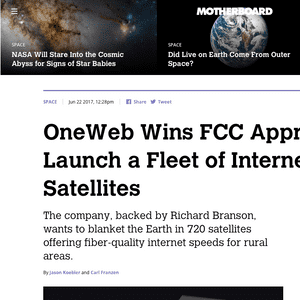 MOTHERBOARD
SPACE
NASA Will Stare Into the Cosmic
Abyss for Signs of Star Babies
SPACE
Did Live on Earth Come From Outer
Space?
SPACE
Jun 22 2017, 12:28pm
Share
Tweet
OneWeb Wins FCC Appr
Launch a Fleet of Interne
Satellites
The company, backed by Richard Branson,
wants to blanket the Earth in 720 satellites
offering fiber-quality internet speeds for rural
areas.
By Jason Koebler and Carl Franzen